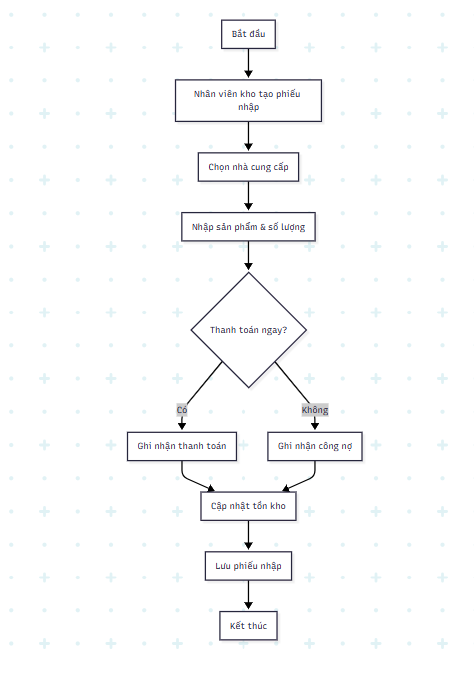 Bắt đầu
Nhân viên kho tạo phiếu
nhập
Chọn nhà cung cấp
Nhập sản phẩm & số lượng
Thanh toán ngay?
Có
Không
Ghi nhận thanh toán
Ghi nhận công nợ
Cập nhật tồn kho
Lưu phiếu nhập
Kết thúc